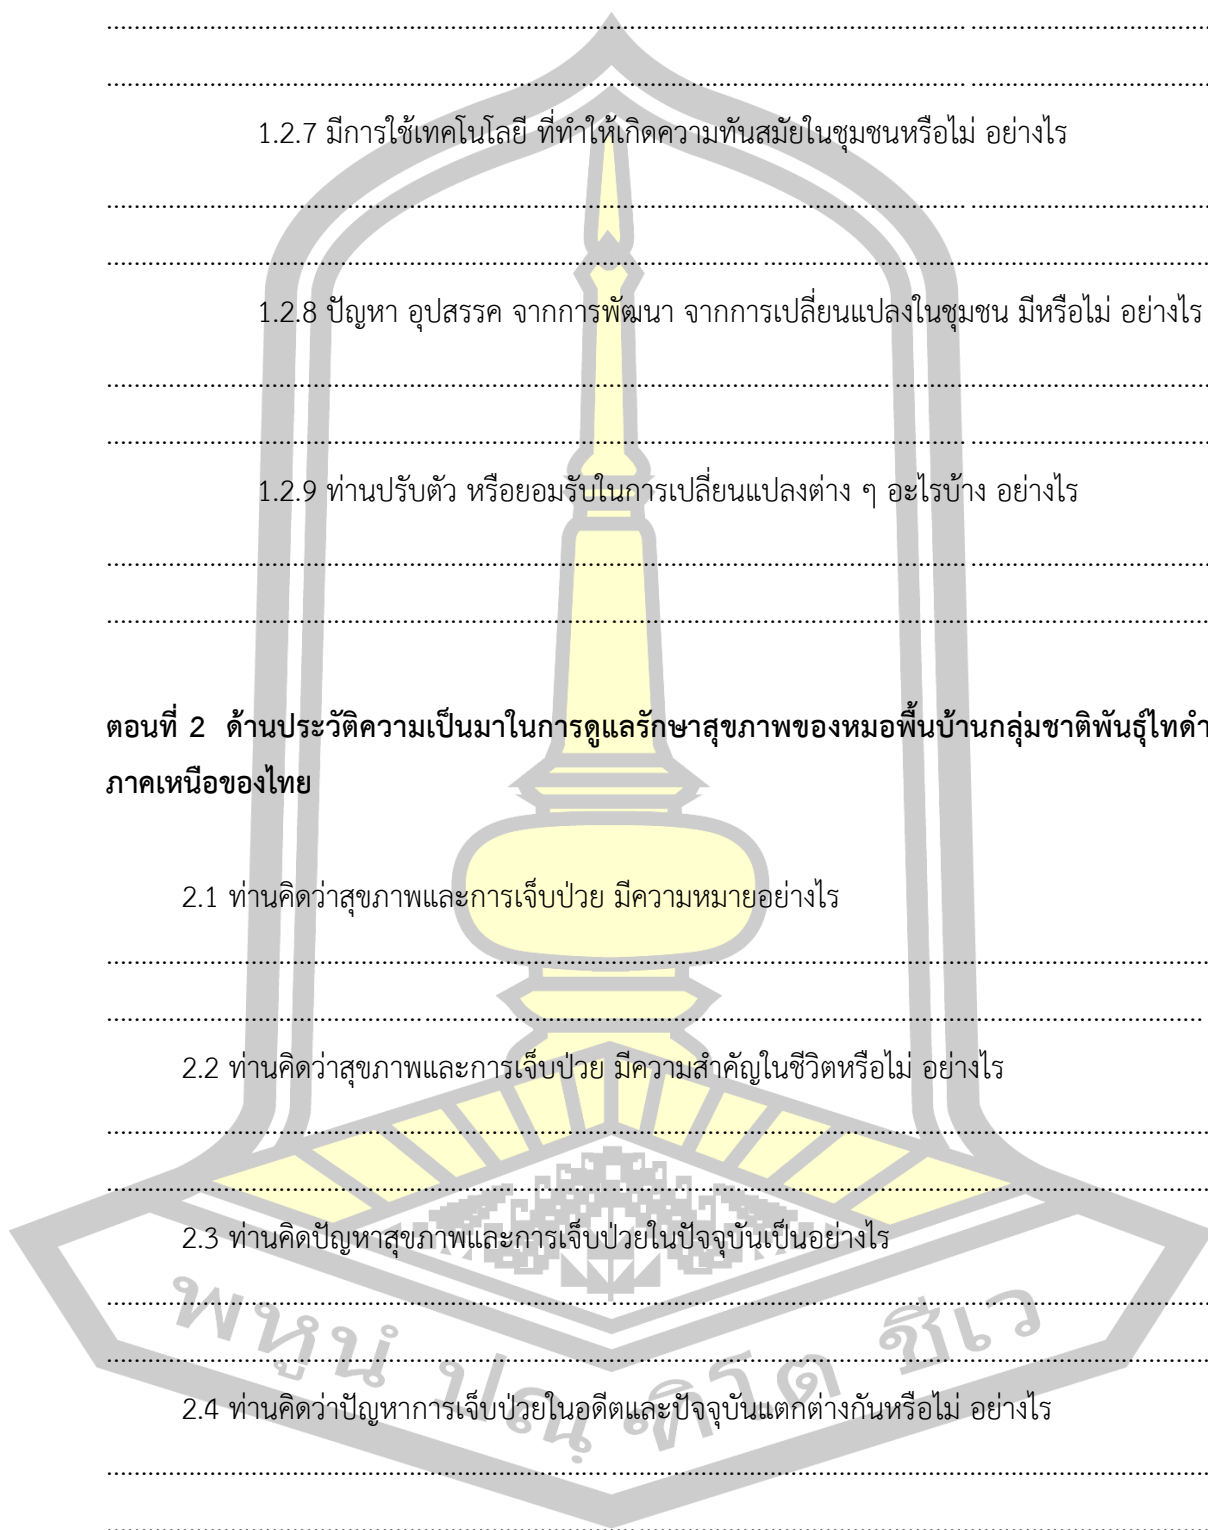 1.2.7 มีการใช้เทคโนโลยี ที่ทำให้เกิดความทันสมัยในชุมชนหรือไม่ อย่างไร
1.2.8 ปัญหา อุปสรรค จากการพัฒนา จากการเปลี่ยนแปลงในชุมชน มีหรือไม่ อย่างไร
1.2.9 ท่านปรับตัว หรือยอมรับในการเปลี่ยนแปลงต่าง ๆ อะไรบ้าง อย่างไร
ตอนที่ 2 ด้านประวัติความเป็นมาในการดูแลรักษาสุขภาพของหมอพื้นบ้านกลุ่มชาติพันธุ์ไทดำ
ภาคเหนือของไทย
2.1 ท่านคิดว่าสุขภาพและการเจ็บป่วย มีความหมายอย่างไร
2.2 ท่านคิดว่าสุขภาพและการเจ็บป่วย มีความสำคัญในชีวิตหรือไม่ อย่างไร
2.3 ท่านคิดปัญหาสุขภาพและการเจ็บป่วยในปัจจุบันเป็นอย่างไร
พหูนํ ปณฺฑิโต ชีเว
2.4 ท่านคิดว่าปัญหาการเจ็บป่วยในอดีตและปัจจุบันแตกต่างกันหรือไม่ อย่างไร